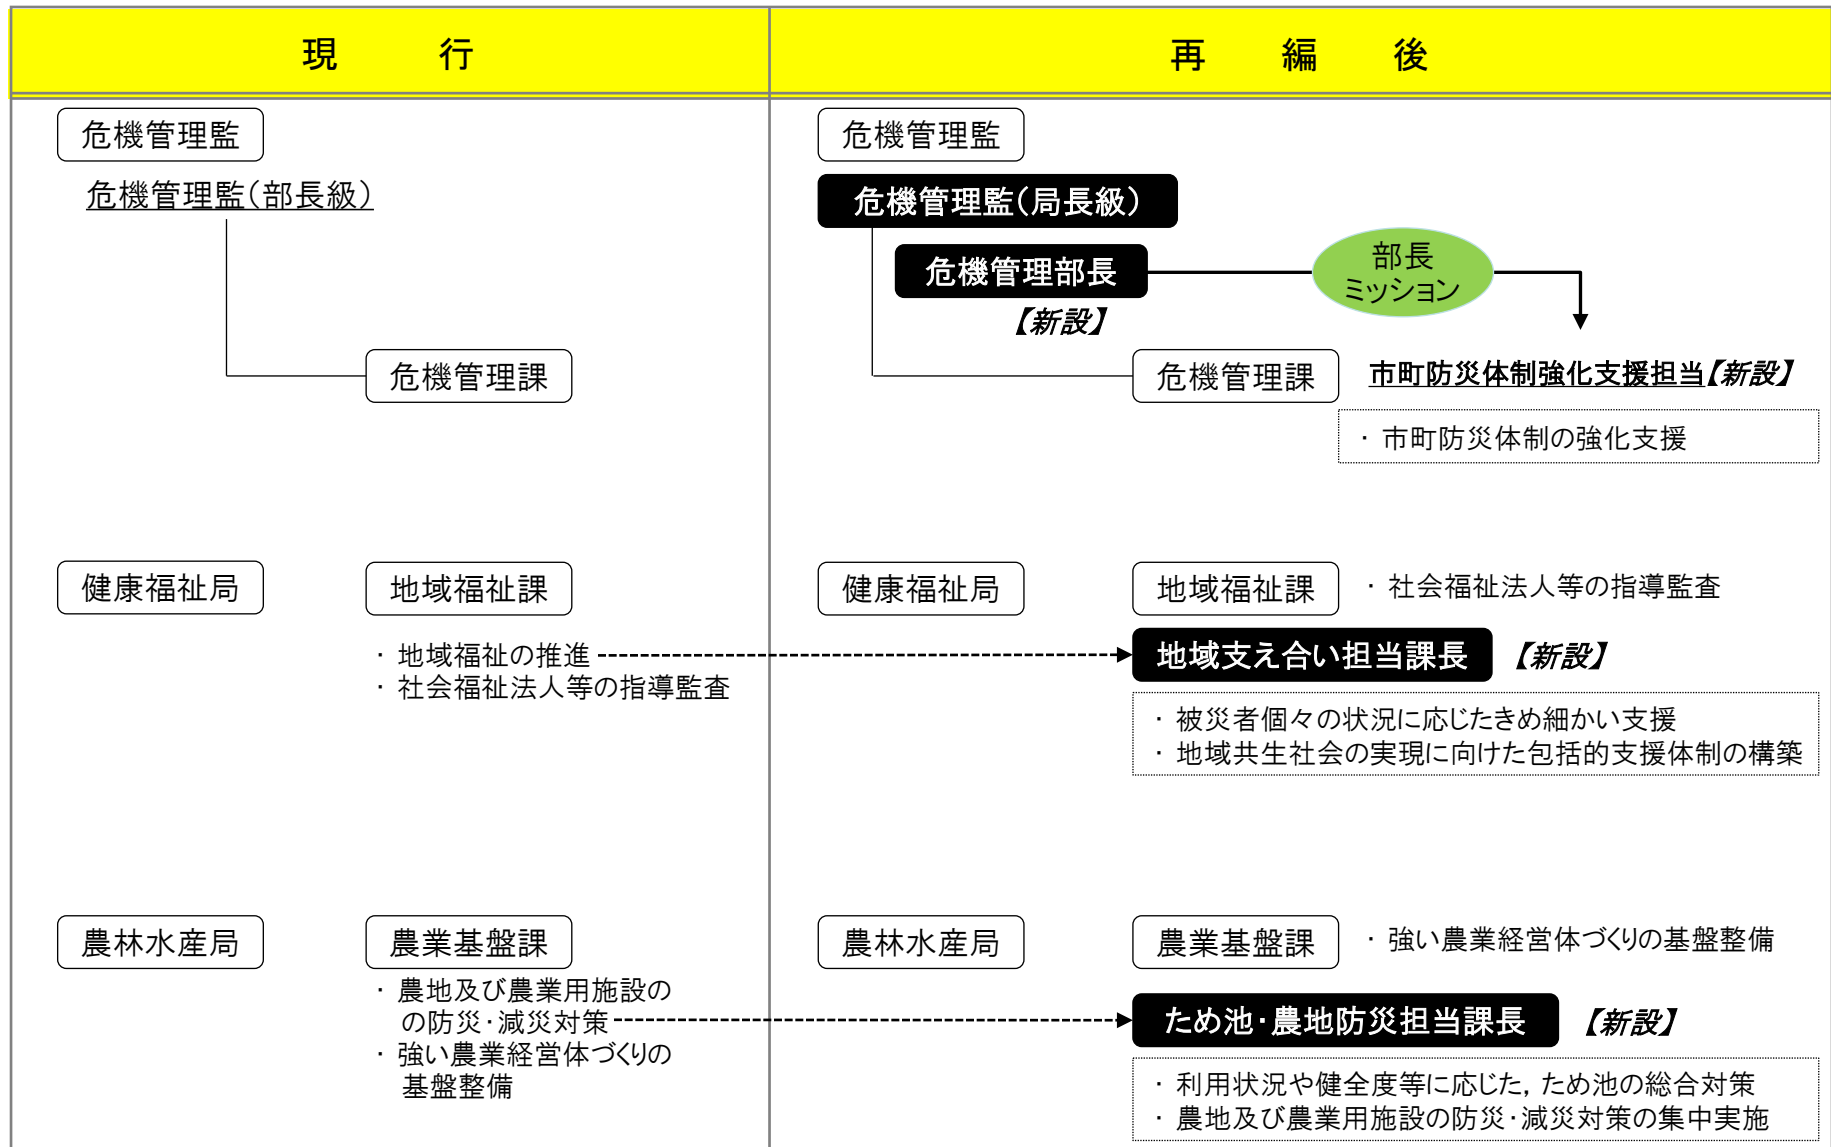 現行
再編後
危機管理監
危機管理監（部長級）
危機管理課
危機管理監
危機管理監（局長級）
危機管理部長
【新設】
部長
ミッション
危機管理課
市町防災体制強化支援担当【新設】
・ 市町防災体制の強化支援
健康福祉局
地域福祉課
・ 地域福祉の推進
・ 社会福祉法人等の指導監査
健康福祉局
地域福祉課
・ 社会福祉法人等の指導監査
地域支え合い担当課長
【新設】
・ 被災者個々の状況に応じたきめ細かい支援
・ 地域共生社会の実現に向けた包括的支援体制の構築
農林水産局
農業基盤課
・ 農地及び農業用施設の
の防災・減災対策
・ 強い農業経営体づくりの
基盤整備
農林水産局
農業基盤課
・ 強い農業経営体づくりの基盤整備
ため池・農地防災担当課長
【新設】
・ 利用状況や健全度等に応じた，ため池の総合対策
・ 農地及び農業用施設の防災・減災対策の集中実施